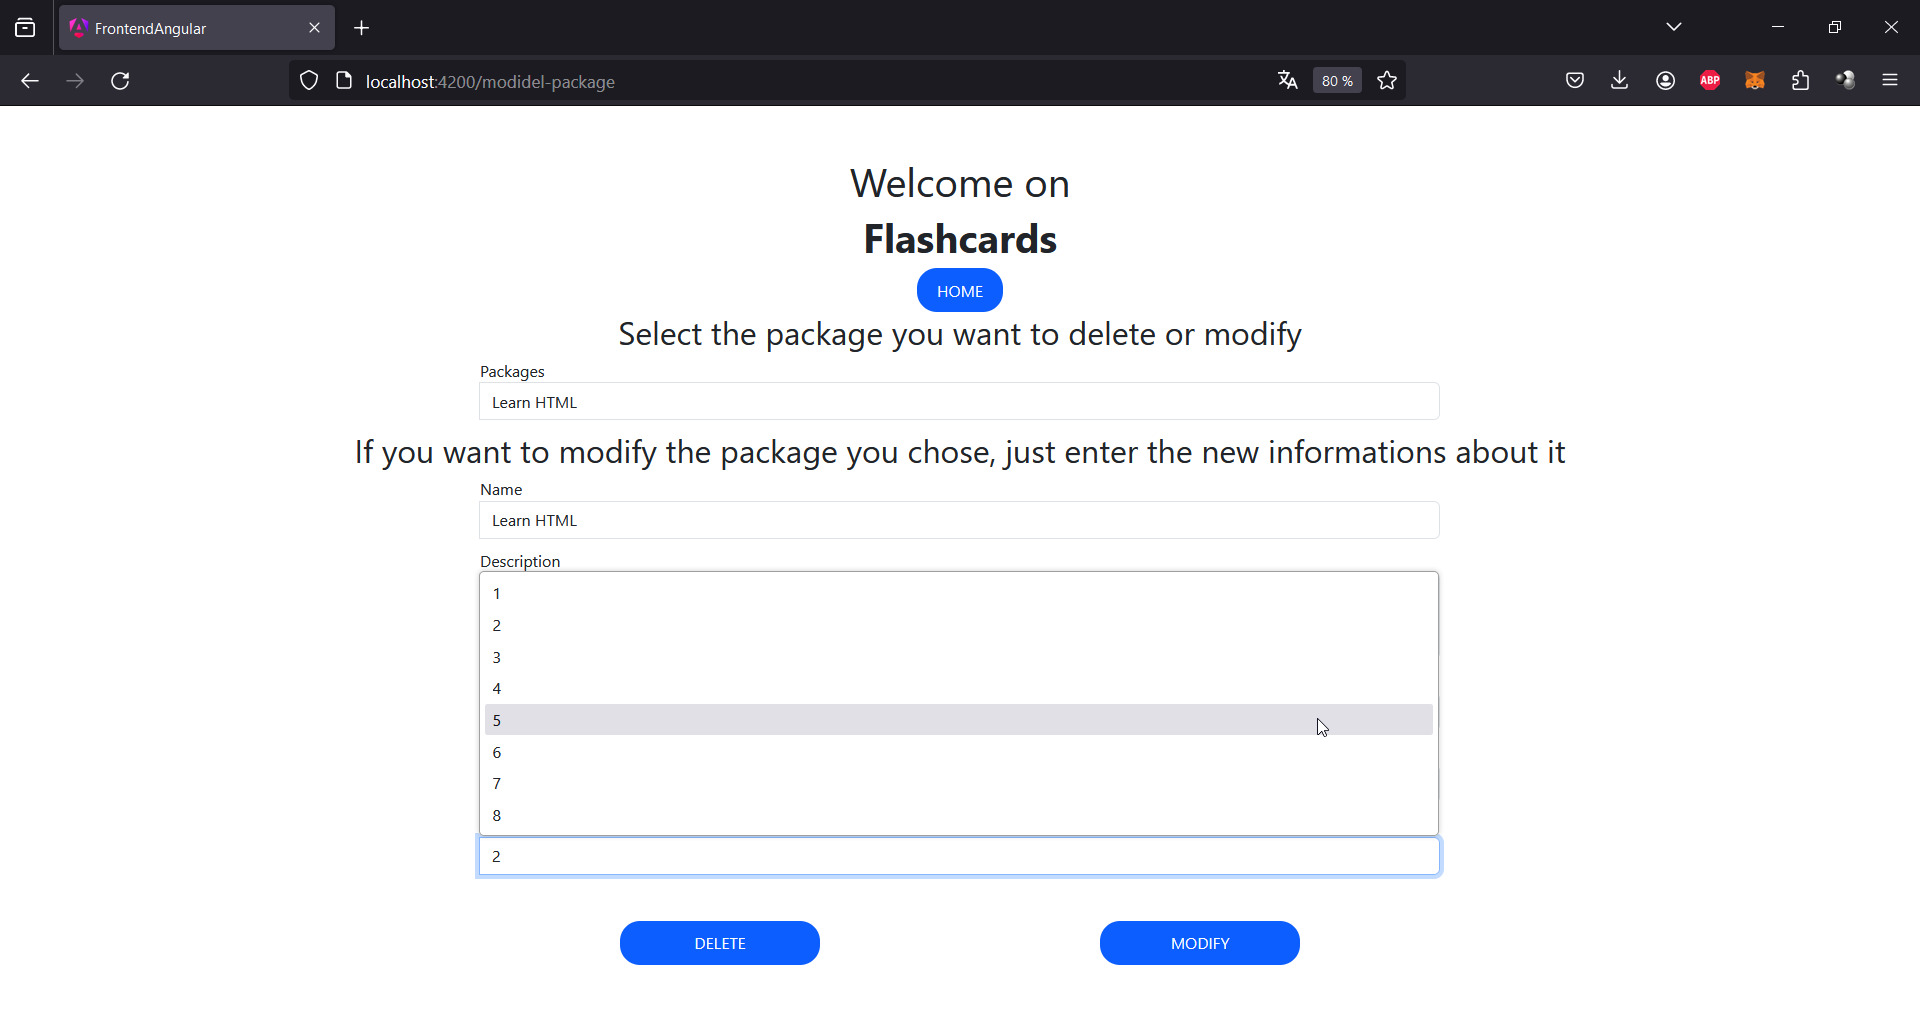 FrontendAngular
localhost:4200/modidel-package
80 %
ABP
Welcome on
Flashcards
HOME
Select the package you want to delete or modify
Packages
Learn HTML
If you want to modify the package you chose, just enter the new informations about it
Name
Learn HTML
Description
1
2
3
4
5
6
7
8
2
DELETE
MODIFY